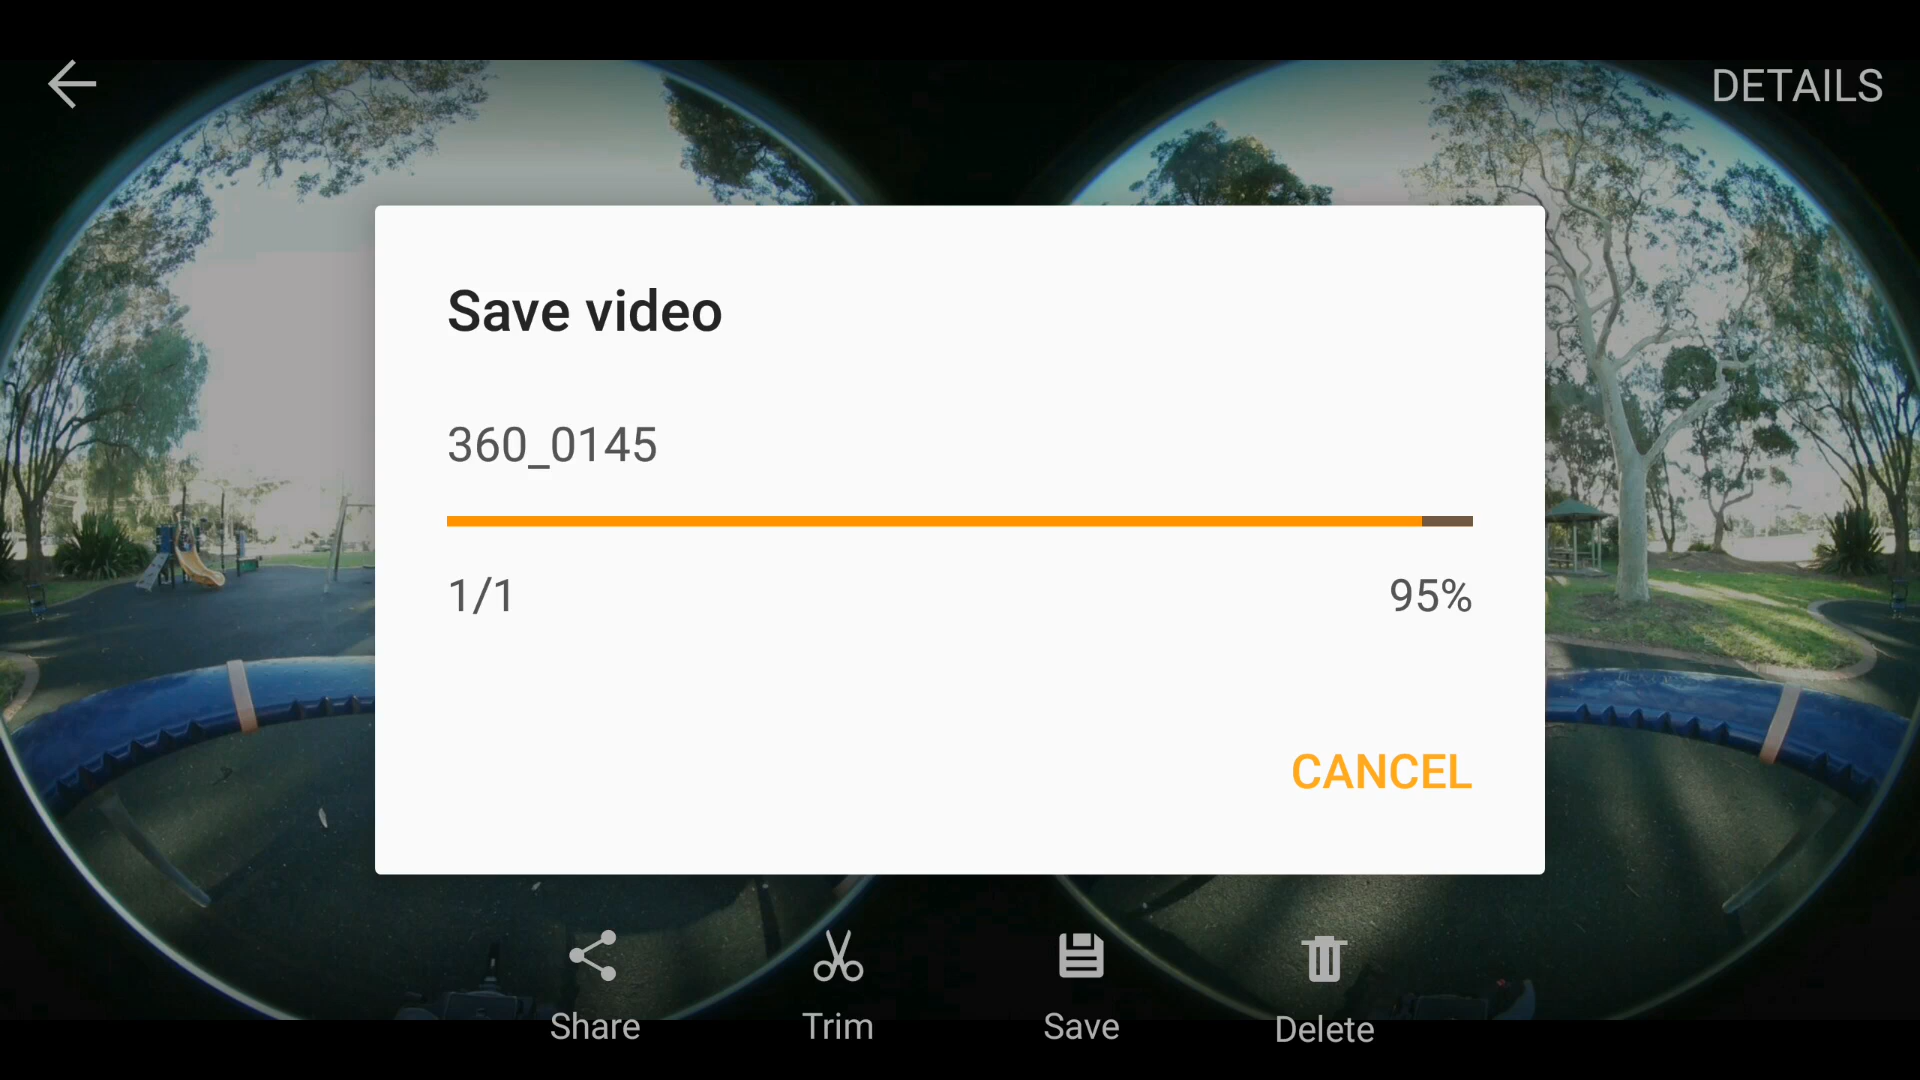 DETAILS
Save video
360_0145
1/1 95%
CANCEL
Share Trim Save Delete